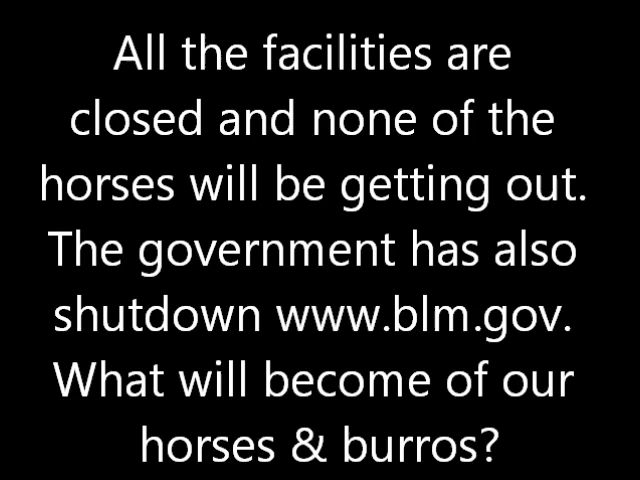 All the facilities are
closed and none of the
horses will be getting out.
The government has also
shutdown www.blm.gov.
What will become of our
horses & burros?